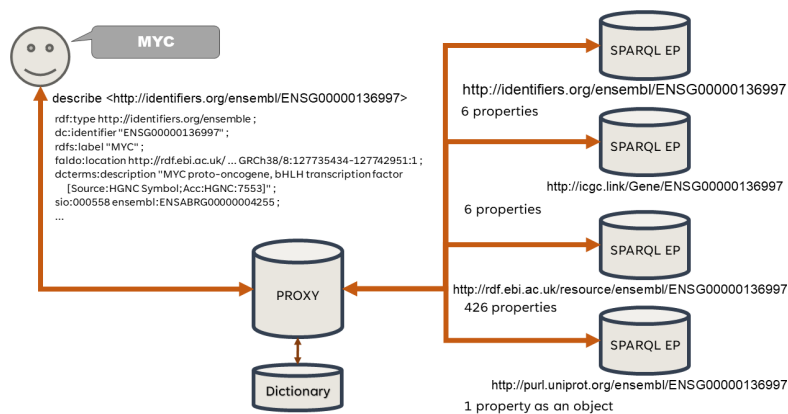 MYC
describe <http://identifiers.org/ensembl/ENSG00000136997>
rdf:type http://identifiers.org/ensemble ;
dc:identifier "ENSG00000136997" ;
rdfs:label "MYC" ;
faldo:location http://rdf.ebi.ac.uk/ ... GRCh38/8:127735434-127742951:1 ;
dcterms:description "MYC proto-oncogene, bHLH transcription factor
[Source:HGNC Symbol;Acc:HGNC:7553]" ;
sio:000558 ensembl:ENSABRG00000004255 ;
...
PROXY
Dictionary
SPARQL EP
http://identifiers.org/ensembl/ENSG00000136997
6 properties
SPARQL EP
http://icgc.link/Gene/ENSG00000136997
6 properties
SPARQL EP
http://rdf.ebi.ac.uk/resource/ensembl/ENSG00000136997
426 properties
SPARQL EP
http://purl.uniprot.org/ensembl/ENSG00000136997
1 property as an object